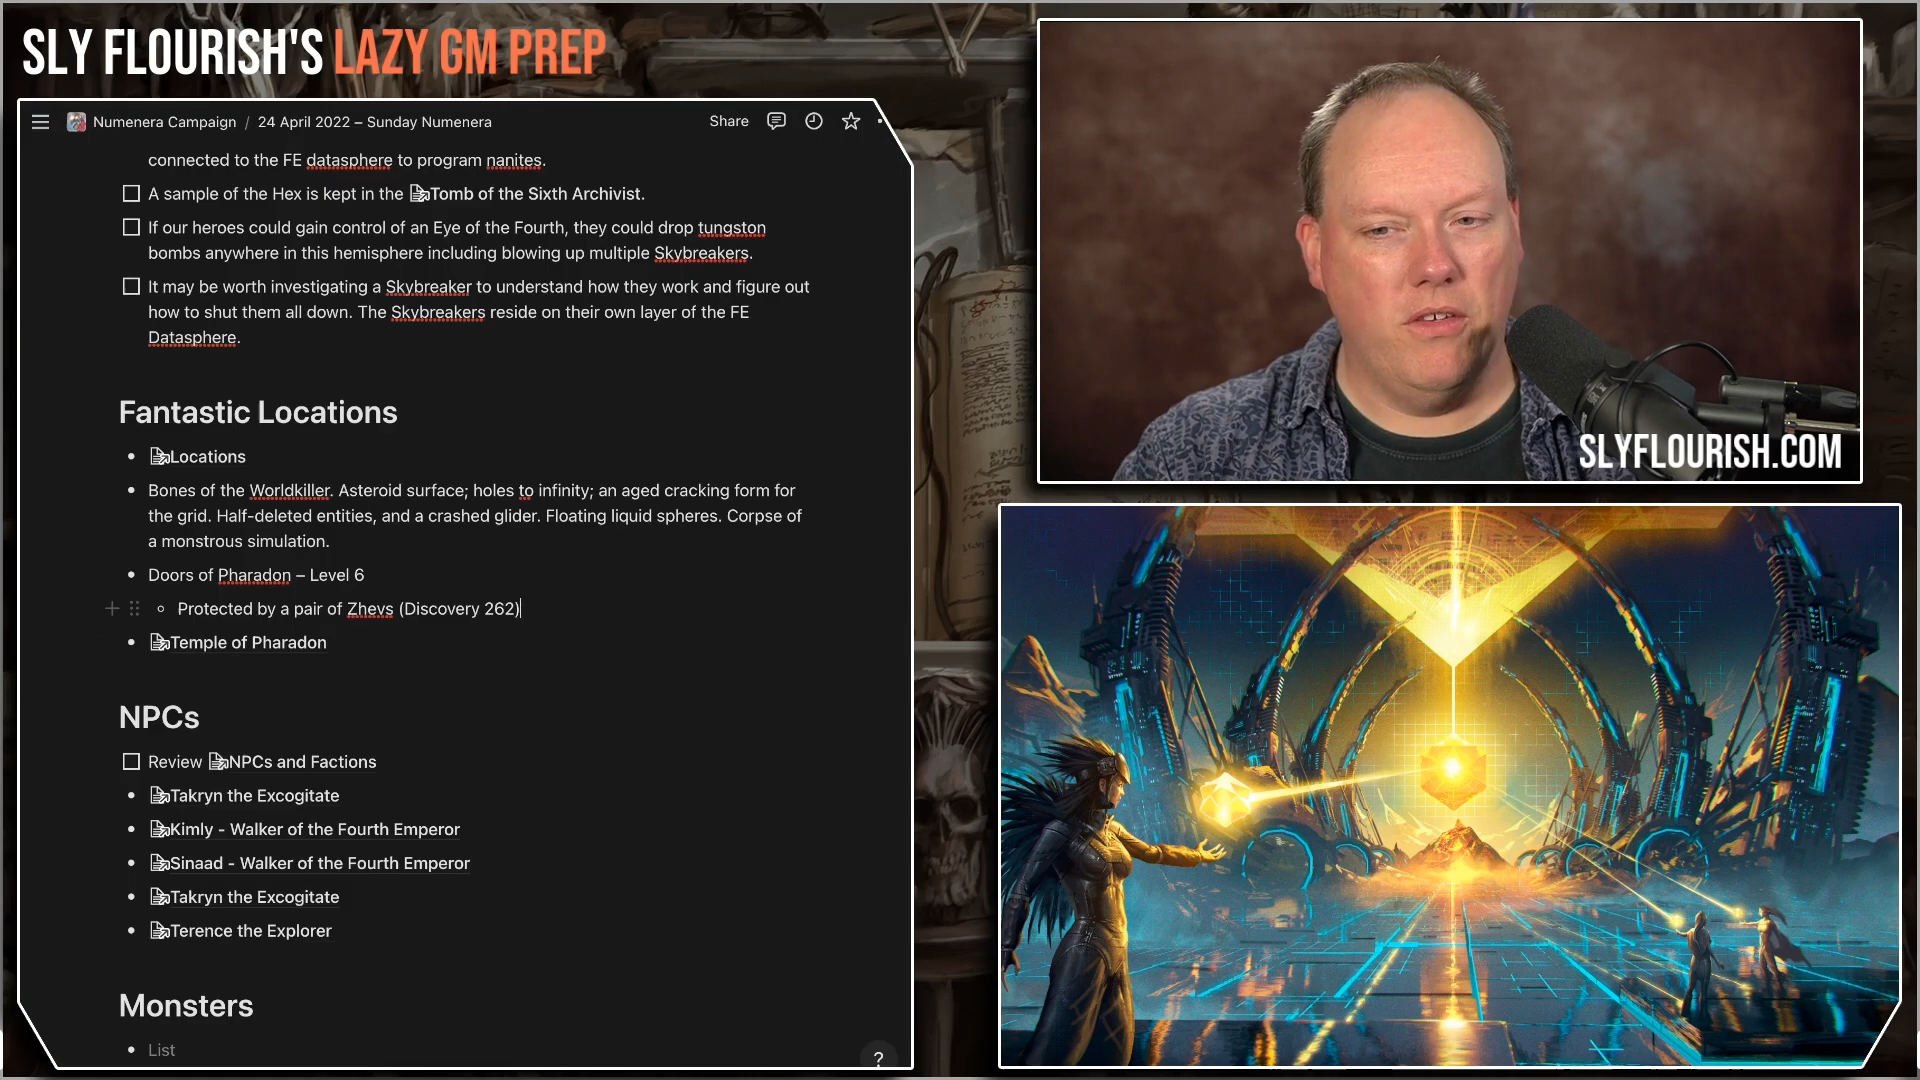 SLY FLOURISH'S LAZY GM PREP
Numenera Campaign / 24 April 2022 – Sunday Numenera
Share
connected to the FE datasphere to program nanites.
A sample of the Hex is kept in the Tomb of the Sixth Archivist.
If our heroes could gain control of an Eye of the Fourth, they could drop tungston
bombs anywhere in this hemisphere including blowing up multiple Skybreakers.
It may be worth investigating a Skybreaker to understand how they work and figure out
how to shut them all down. The Skybreakers reside on their own layer of the FE
Datasphere.
Fantastic Locations
Locations
Bones of the Worldkiller. Asteroid surface; holes to infinity; an aged cracking form for
the grid. Half-deleted entities, and a crashed glider. Floating liquid spheres. Corpse of
a monstrous simulation.
Doors of Pharadon – Level 6
Protected by a pair of Zhevs (Discovery 262)
Temple of Pharadon
NPCs
Review NPCs and Factions
Takryn the Excogitate
Kimly - Walker of the Fourth Emperor
Sinaad - Walker of the Fourth Emperor
Takryn the Excogitate
Terence the Explorer
Monsters
List
?
SLYFLOURISH.COM